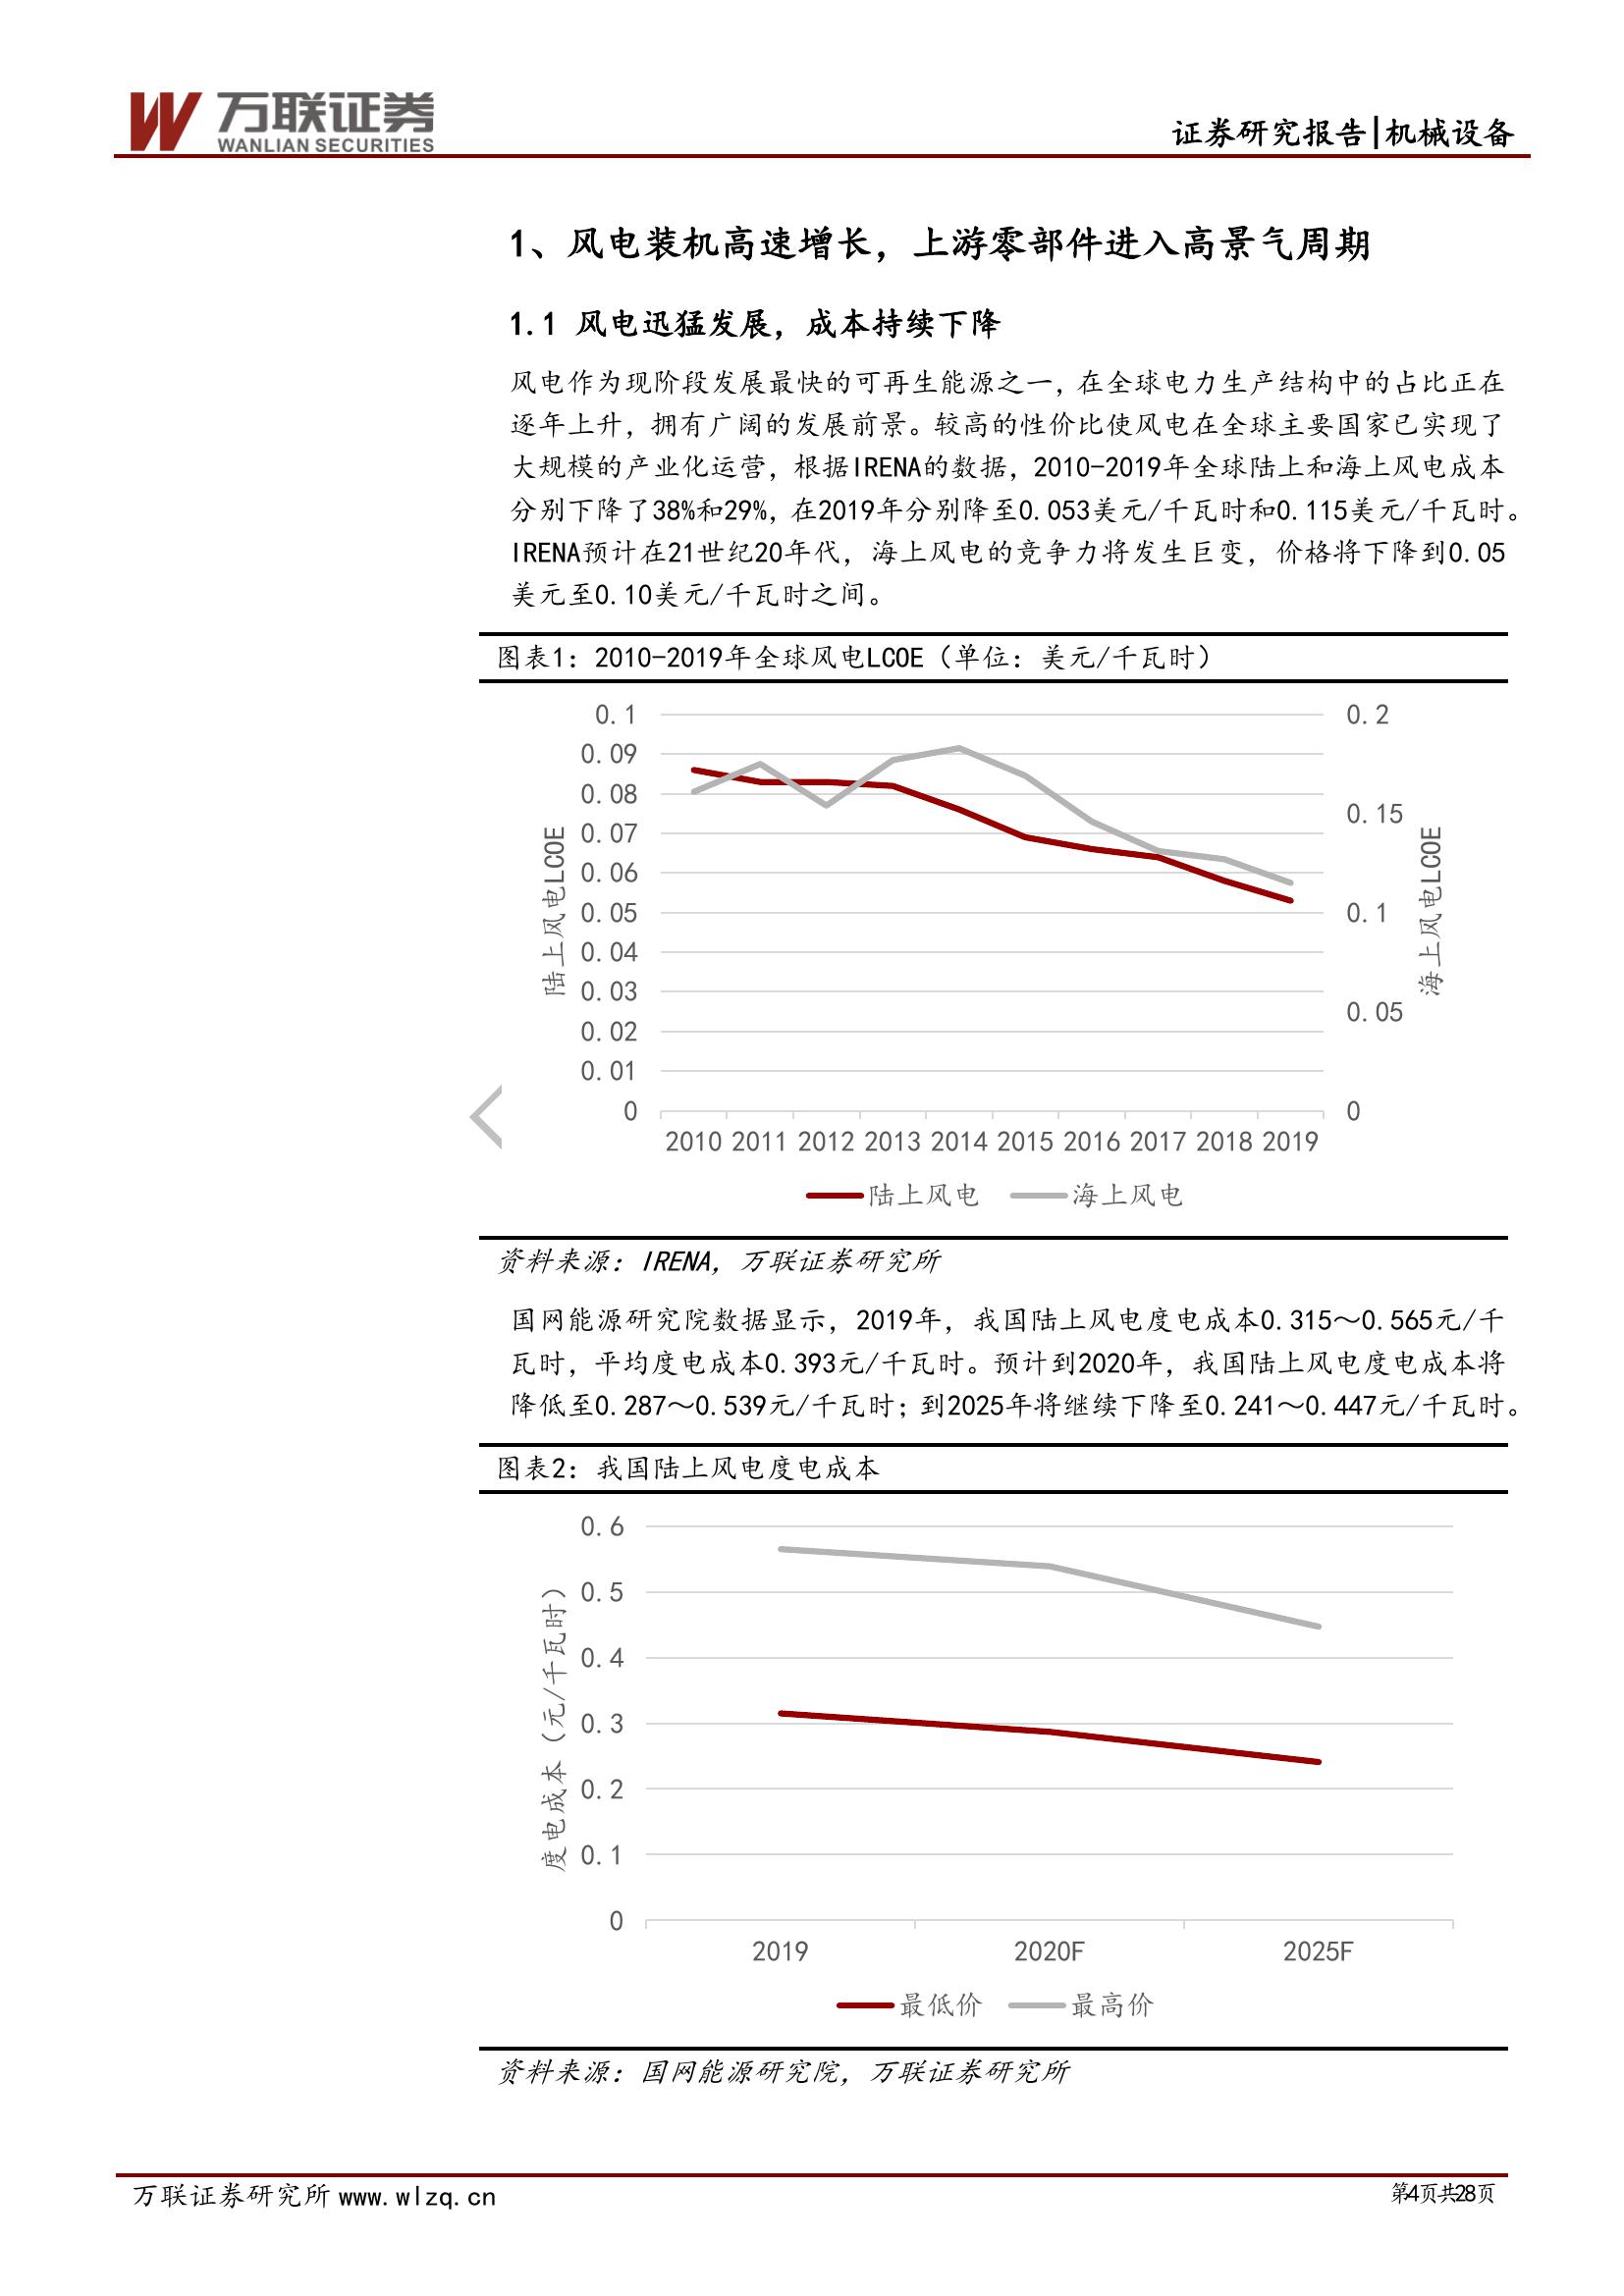 万联证券
WANLIAN SECURITIES
证券研究报告|机械设备
1、风电装机高速增长，上游零部件进入高景气周期
1.1 风电迅猛发展，成本持续下降
风电作为现阶段发展最快的可再生能源之一，在全球电力生产结构中的占比正在
逐年上升，拥有广阔的发展前景。较高的性价比使风电在全球主要国家已实现了
大规模的产业化运营，根据IRENA的数据，2010-2019年全球陆上和海上风电成本
分别下降了38%和29%，在2019年分别降至0.053美元/千瓦时和0.115美元/千瓦时。
IRENA预计在21世纪20年代，海上风电的竞争力将发生巨变，价格将下降到0.05
美元至0.10美元/千瓦时之间。
图表1：2010-2019年全球风电LCOE（单位：美元/千瓦时）
陆上风电LCOE
0.1
0.09
0.08
0.07
0.06
0.05
0.04
0.03
0.02
0.01
0
0.2
0.15
0.1
0.05
0
海上风电LCOE
2010 2011 2012 2013 2014 2015 2016 2017 2018 2019
陆上风电 海上风电
资料来源：IRENA，万联证券研究所
国网能源研究院数据显示，2019年，我国陆上风电度电成本0.315～0.565元/千
瓦时，平均度电成本0.393元/千瓦时。预计到2020年，我国陆上风电度电成本将
降低至0.287～0.539元/千瓦时；到2025年将继续下降至0.241～0.447元/千瓦时。
图表2：我国陆上风电度电成本
度电成本（元/千瓦时）
0.6
0.5
0.4
0.3
0.2
0.1
0
2019 2020F 2025F
最低价 最高价
资料来源：国网能源研究院，万联证券研究所
万联证券研究所 www.wlzq.cn
第4页共28页